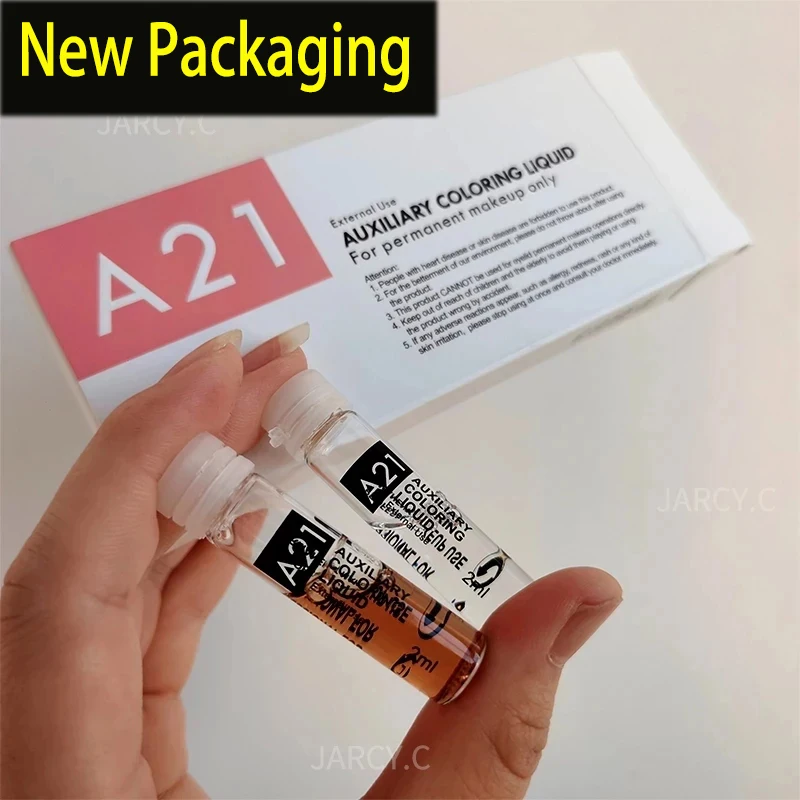 New Packaging
JARCY.C
A21
External Use
AUXILIARY COLORING LIQUID
For permanent makeup only
Attention:
1. People with heart disease or skin disease are forbidden to use this product.
2. For the betterment of our environment, please do not throw about after using
the product.
3. This product CANNOT be used for eyelid permanent makeup operations directly.
4. Keep out of reach of children and the elderly to avoid them playing or using
the product wrong by accident.
5. If any adverse reactions appear, such as allergy, redness, rash or any kind of
skin irritation, please stop using at once and consult your doctor immediately.
A21
AUXILIARY
COLORING
LIQUID
External Use
2ml
A21
AUXILIARY
COLORING
LIQUID
2ml
JARCY.C
JARCY.C